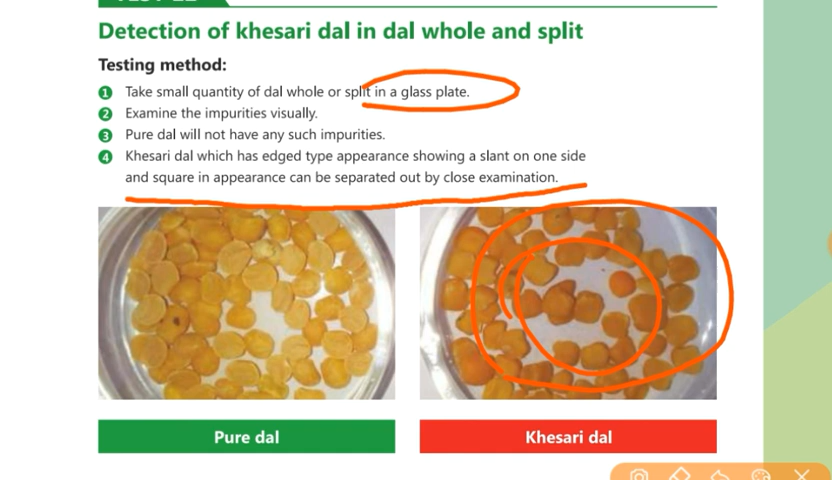 Detection of khesari dal in dal whole and split
Testing method:
1 Take small quantity of dal whole or split in a glass plate.
2 Examine the impurities visually.
3 Pure dal will not have any such impurities.
4 Khesari dal which has edged type appearance showing a slant on one side
and square in appearance can be separated out by close examination.
Pure dal
Khesari dal